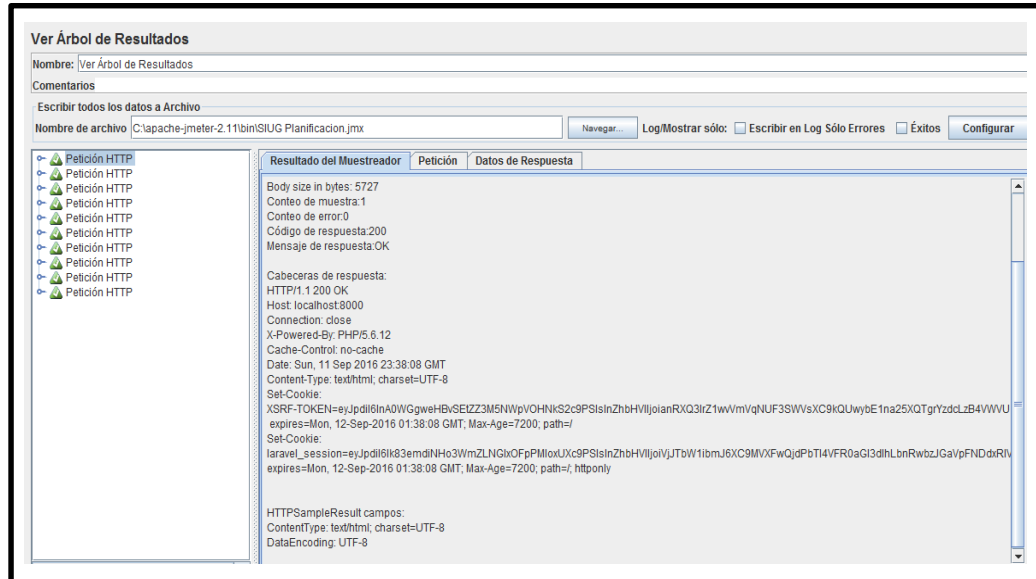 Ver Árbol de Resultados
Nombre: Ver Árbol de Resultados
Comentarios
Escribir todos los datos a Archivo
Nombre de archivo C:\apache-jmeter-2.11\bin\SIUG Planificacion.jmx Navegar... Log/Mostrar sólo: Escribir en Log Sólo Errores Éxitos Configurar
Petición HTTP
Petición HTTP
Petición HTTP
Petición HTTP
Petición HTTP
Petición HTTP
Petición HTTP
Petición HTTP
Petición HTTP
Petición HTTP
Resultado del Muestreador Petición Datos de Respuesta
Body size in bytes: 5727
Conteo de muestra:1
Conteo de error:0
Código de respuesta:200
Mensaje de respuesta:OK
Cabeceras de respuesta:
HTTP/1.1 200 OK
Host: localhost:8000
Connection: close
X-Powered-By: PHP/5.6.12
Cache-Control: no-cache
Date: Sun, 11 Sep 2016 23:38:08 GMT
Content-Type: text/html; charset=UTF-8
Set-Cookie:
expires=Mon, 12-Sep-2016 01:38:08 GMT; Max-Age=7200; path=/
Set-Cookie:
expires=Mon, 12-Sep-2016 01:38:08 GMT; Max-Age=7200; path=/; httponly
HTTPSampleResult campos:
ContentType: text/html; charset=UTF-8
DataEncoding: UTF-8